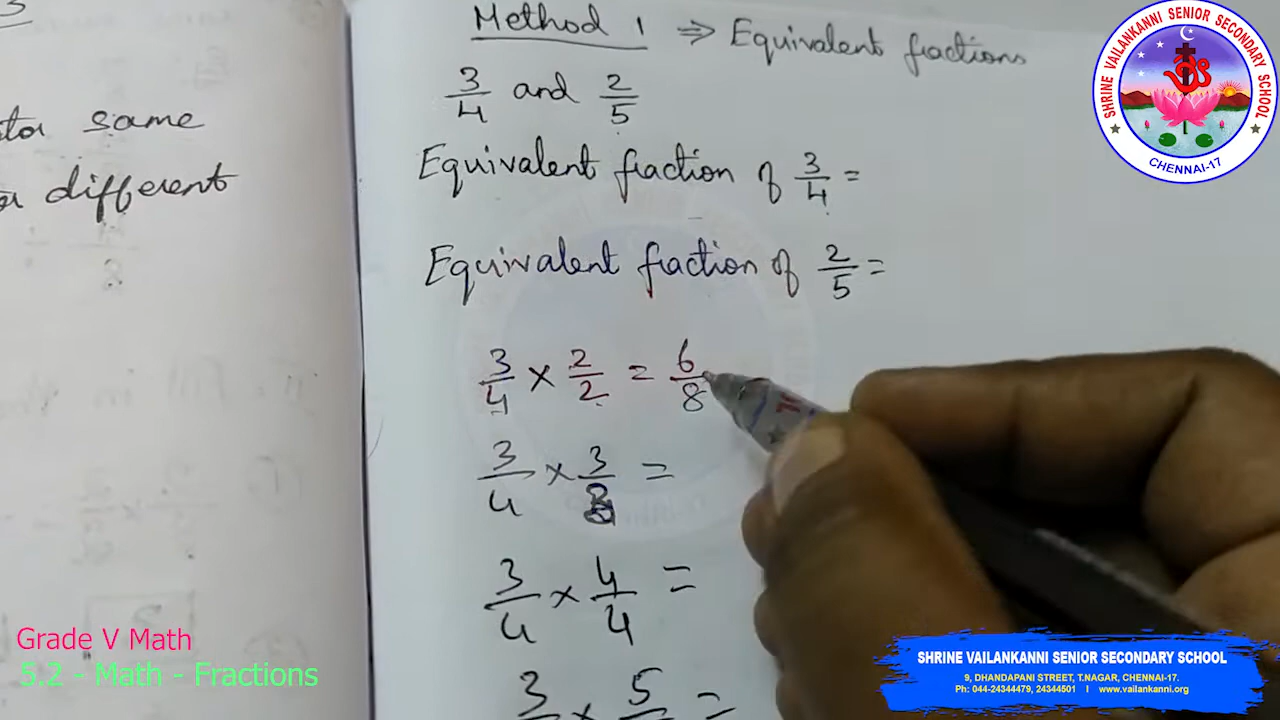 tor same
different
Method 1 ⇒ Equivalent fractions
3/4 and 2/5
Equivalent fraction of 3/4 =
Equivalent fraction of 2/5 =
3/4 × 2/2 = 6/8
3/4 × 3/3 =
3/4 × 4/4 =
3 × 5 =
SHRINE VAILANKANNI SENIOR SECONDARY SCHOOL
CHENNAI-17
Grade V Math
5.2 - Math - Fractions
SHRINE VAILANKANNI SENIOR SECONDARY SCHOOL
9, DHANDAPANI STREET, T.NAGAR, CHENNAI-17.
Ph: 044-24344479, 24344501 I www.vailankanni.org